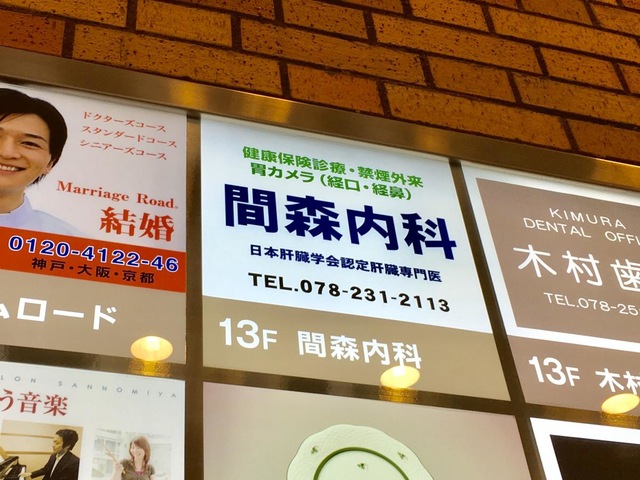 ドクターズコース
スタンダードコース
シニアーズコース
Marriage Road.
結婚
0120-4122-46
神戸・大阪・京都
ムロード
健康保険診療・禁煙外来
胃カメラ（経口・経鼻）
間森内科
日本肝臓学会認定肝臓専門医
TEL.078-231-2113
13F 間森内科
KIMURA
DENTAL OFFI
木村歯
TEL.078-25
13F 木村
LON SANNOMIYA
う音楽